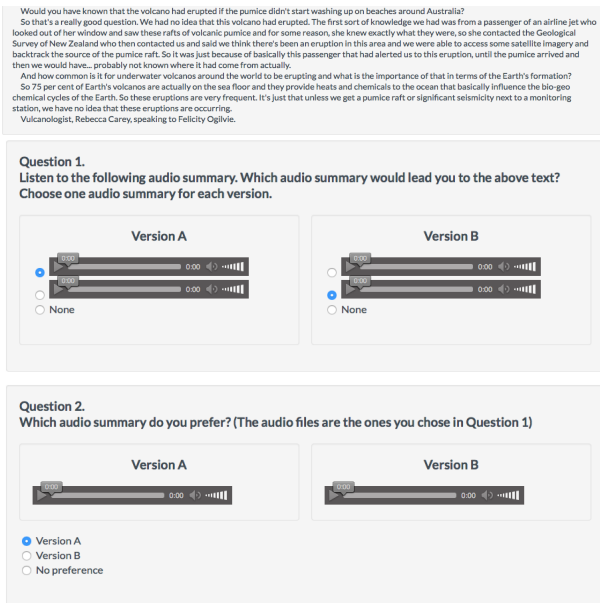 Would you have known that the volcano had erupted if the pumice didn't start washing up on beaches around Australia?
So that's a really good question. We had no idea that this volcano had erupted. The first sort of knowledge we had was from a passenger of an airline jet who
looked out of her window and saw these rafts of volcanic pumice and for some reason, she knew exactly what they were, so she contacted the Geological
Survey of New Zealand who then contacted us and said we think there's been an eruption in this area and we were able to access some satellite imagery and
backtrack the source of the pumice raft. So it was just because of basically this passenger that had alerted us to this eruption, until the pumice arrived and
then we would have... probably not known where it had come from actually.
And how common is it for underwater volcanos around the world to be erupting and what is the importance of that in terms of the Earth's formation?
So 75 per cent of Earth's volcanos are actually on the sea floor and they provide heats and chemicals to the ocean that basically influence the bio-geo
chemical cycles of the Earth. So these eruptions are very frequent. It's just that unless we get a pumice raft or significant seismicity next to a monitoring
station, we have no idea that these eruptions are occurring.
Vulcanologist, Rebecca Carey, speaking to Felicity Ogilvie.
Question 1.
Listen to the following audio summary. Which audio summary would lead you to the above text?
Choose one audio summary for each version.
Version A
0:00
0:00
0:00
0:00
None
Version B
0:00
0:00
0:00
0:00
None
Question 2.
Which audio summary do you prefer? (The audio files are the ones you chose in Question 1)
Version A
0:00
0:00
Version B
0:00
0:00
Version A
Version B
No preference